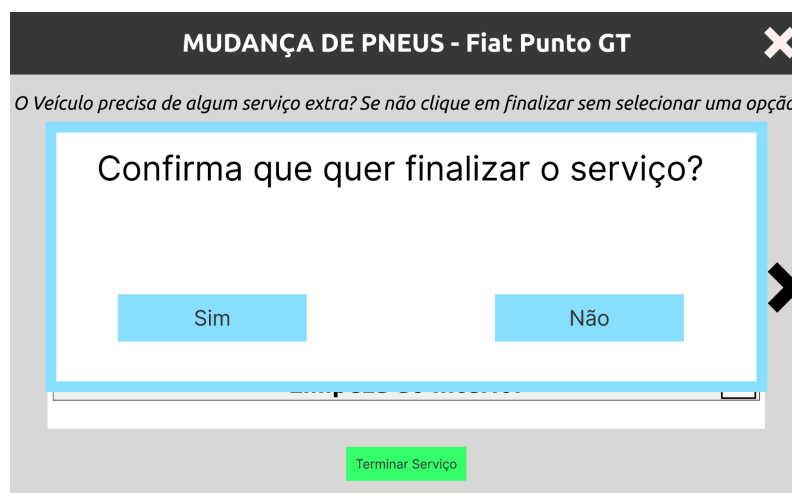 MUDANÇA DE PNEUS - Fiat Punto GT
O Veículo precisa de algum serviço extra? Se não clique em finalizar sem selecionar uma opção
Confirma que quer finalizar o serviço?
Sim
Não
Terminar Serviço